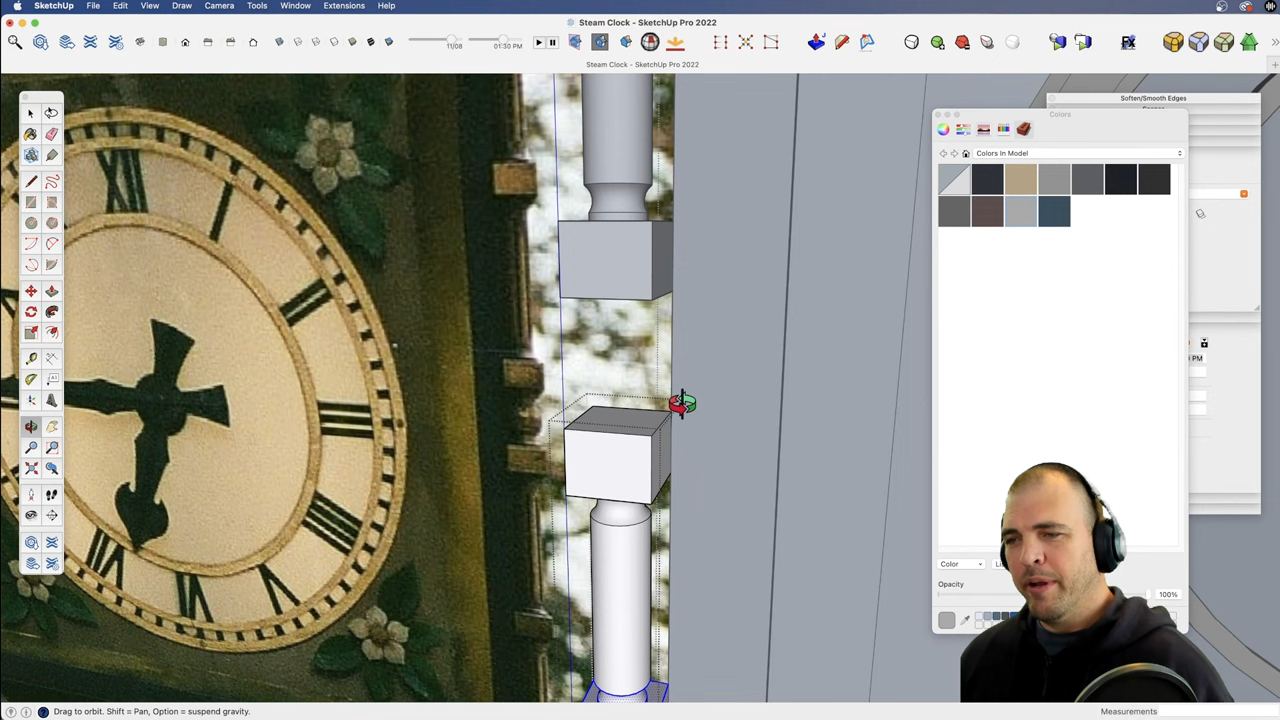 SketchUp File Edit View Draw Camera Tools Window Extensions Help
Steam Clock - SketchUp Pro 2022
11/08 01:30 PM
Steam Clock - SketchUp Pro 2022
Soften/Smooth Edges
Colors
Colors In Model
PM
Color
Opacity
100%
Drag to orbit. Shift = Pan, Option = suspend gravity.
Measurements